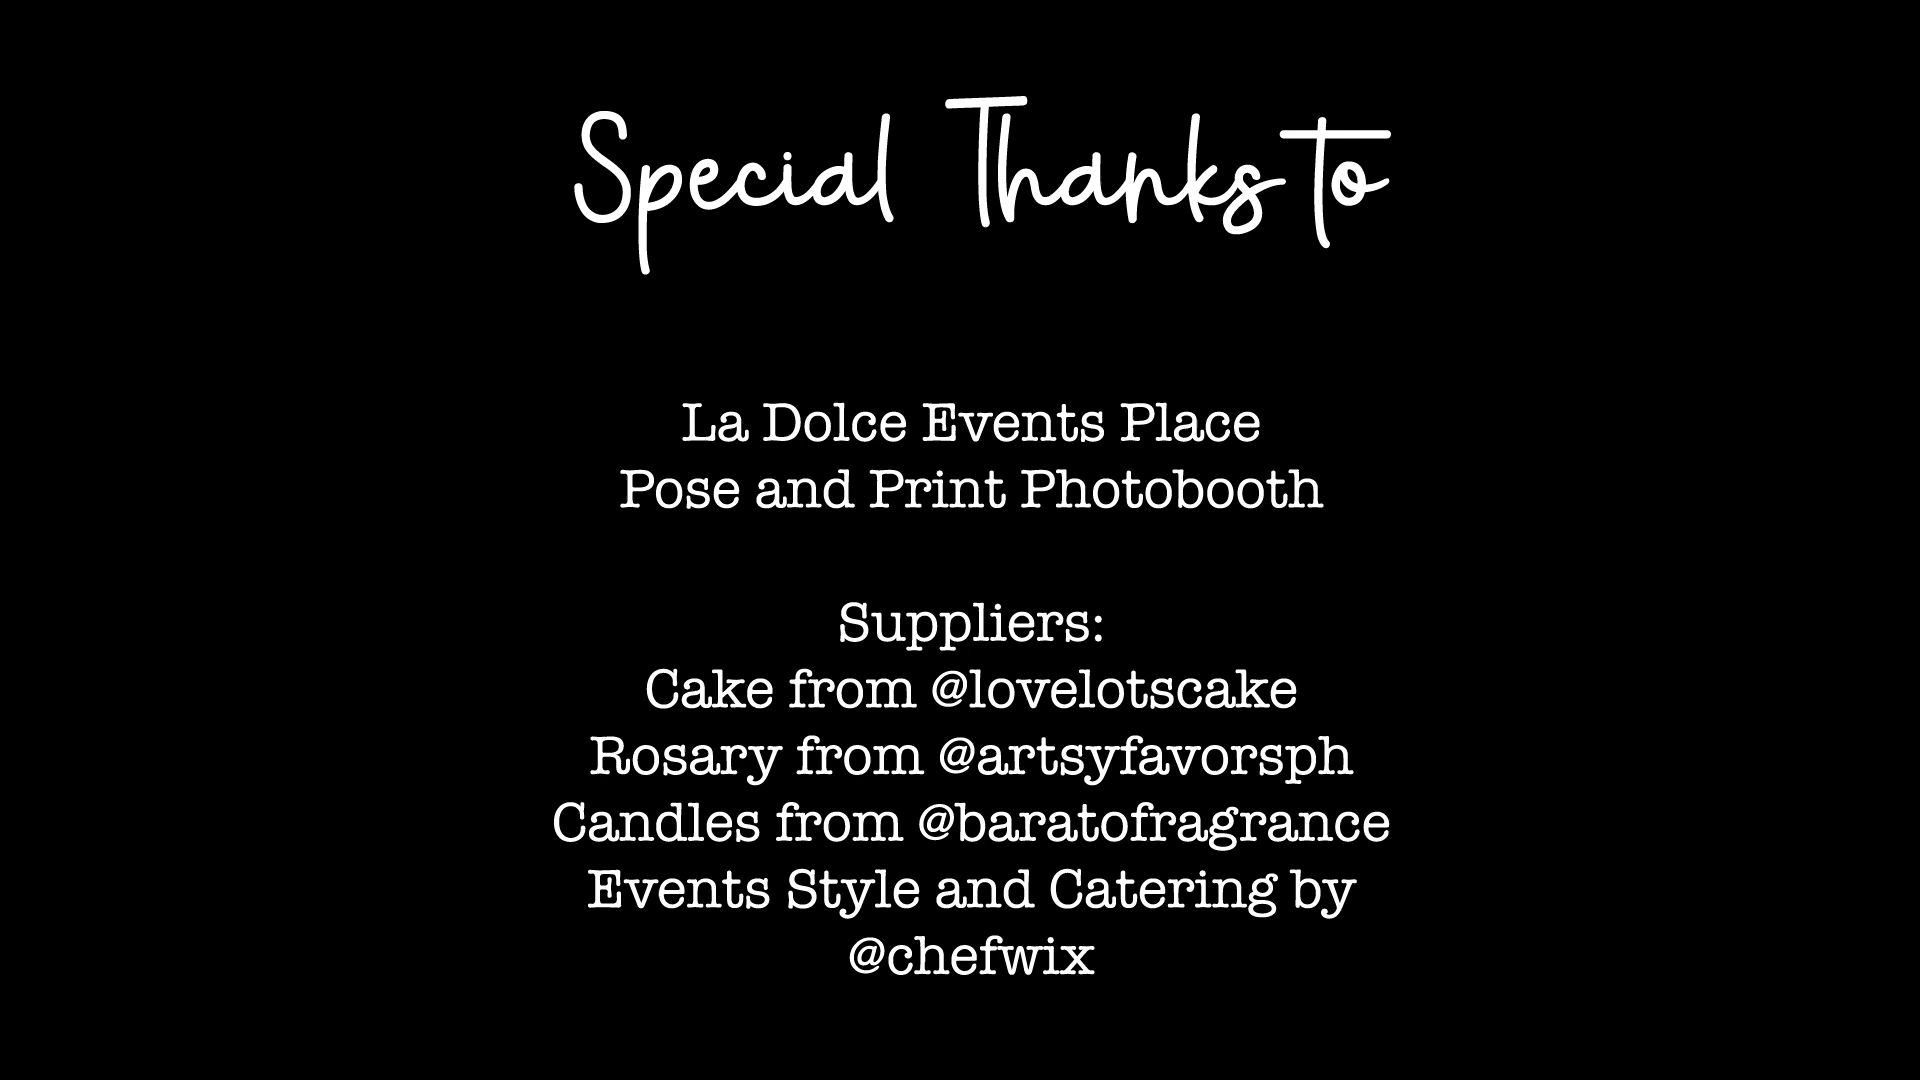 Special Thanks to
La Dolce Events Place
Pose and Print Photobooth
Suppliers:
Cake from @lovelotscake
Rosary from @artsyfavorsph
Candles from @baratofragrance
Events Style and Catering by
@chefwix